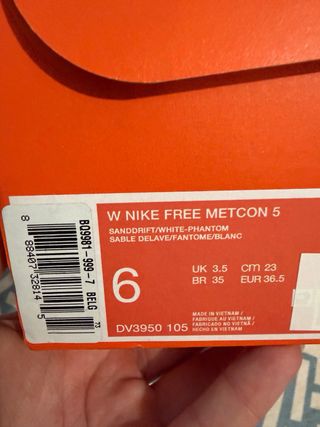 W NIKE FREE METCON 5
SANDDRIFT/WHITE-PHANTOM
SABLE DELAVE/FANTOME/BLANC
6
UK 3.5 CM 23
BR 35 EUR 36.5
DV3950 105
MADE IN VIETNAM /
FABRIQUE AU VIETNAM /
FABRICADO NO VIETNÃ /
HECHO EN VIETNAM
BQ9981-999-7 BELG
23
8 88407 32814 5